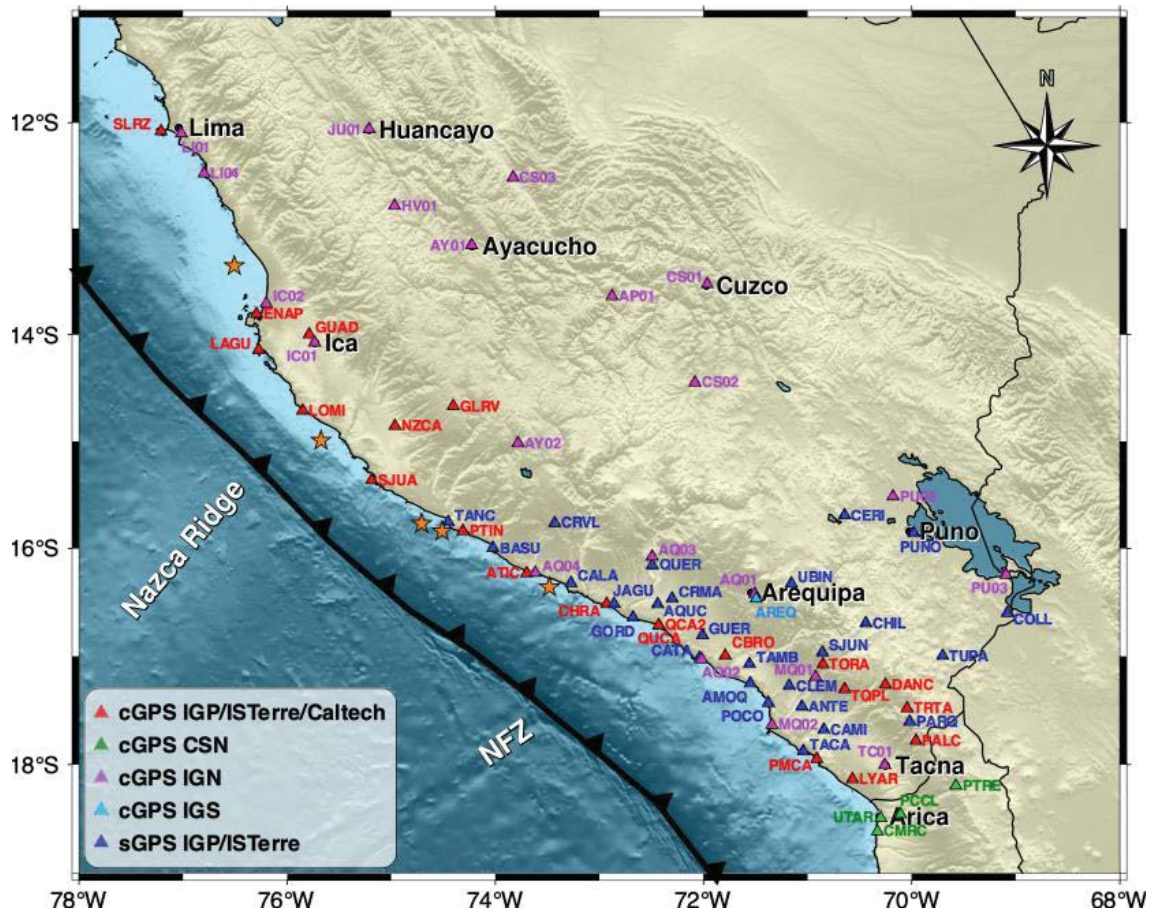 N
12°S
14°S
16°S
18°S
78°W
76°W
74°W
72°W
70°W
68°W
SLRZ
Lima
LI01
LI04
JU01
Huancayo
CS03
HV01
AY01
Ayacucho
CS01
Cuzco
AP01
IC02
ENAP
GUAD
LAGU
IC01
Ica
CS02
LOMI
GLRV
NZCA
AY02
SJUA
TANC
PTIN
CRVL
CERI
Puno
PUNO
BASU
AQ03
QUER
ATIC
AQ04
CALA
AQ01
UBIN
Arequipa
AREQ
PU03
COLL
JAGU
CRMA
CHRA
AQUC
GORD
QCA2
QUCA
GUER
CHIL
CATA
AQ02
CBRO
SJUN
TUPA
TAMB
TORA
MQ01
AMOQ
CLEM
TQPL
DANC
POCO
ANTE
TRTA
MQ02
CAMI
PARQ
TACA
PALC
PMCA
TC01
Tacna
LYAR
PTRE
PCCL
UTAR
Arica
CMRC
Nazca Ridge
NFZ
cGPS IGP/ISTerre/Caltech
cGPS CSN
cGPS IGN
cGPS IGS
sGPS IGP/ISTerre